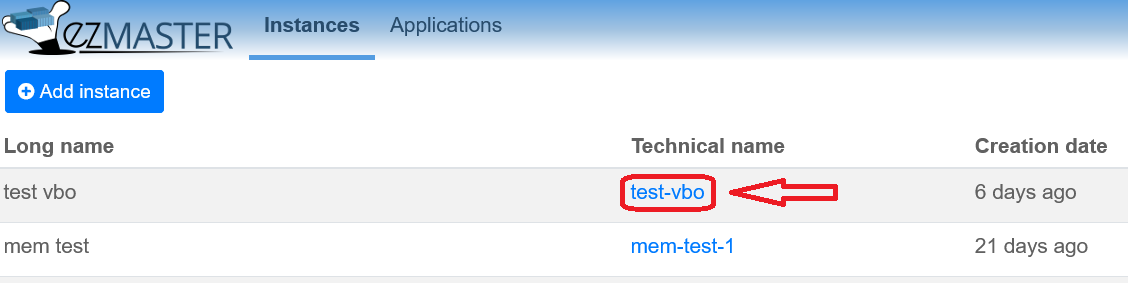 ezMASTER Instances Applications
Add instance
Long name Technical name Creation date
test vbo test-vbo 6 days ago
mem test mem-test-1 21 days ago